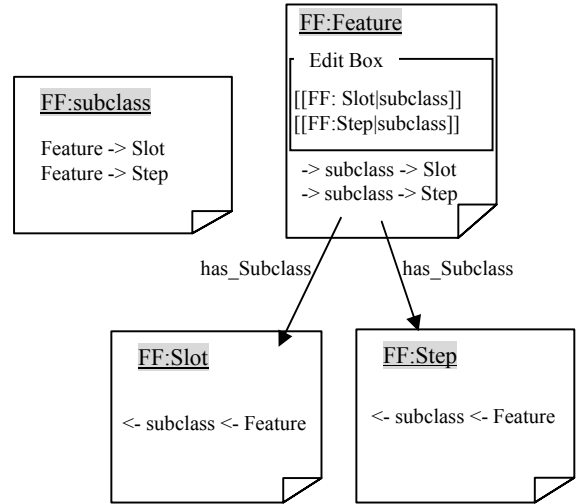 FF:Feature
Edit Box
[[FF: Slot|subclass]]
[[FF:Step|subclass]]
-> subclass -> Slot
-> subclass -> Step
FF:subclass
Feature -> Slot
Feature -> Step
has_Subclass
has_Subclass
FF:Slot
<- subclass <- Feature
FF:Step
<- subclass <- Feature